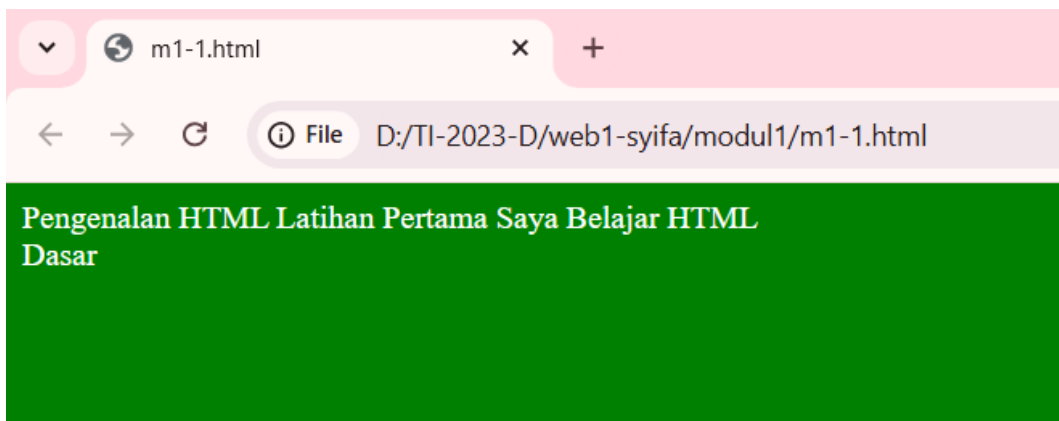 m1-1.html
File D:/TI-2023-D/web1-syifa/modul1/m1-1.html
Pengenalan HTML Latihan Pertama Saya Belajar HTML
Dasar